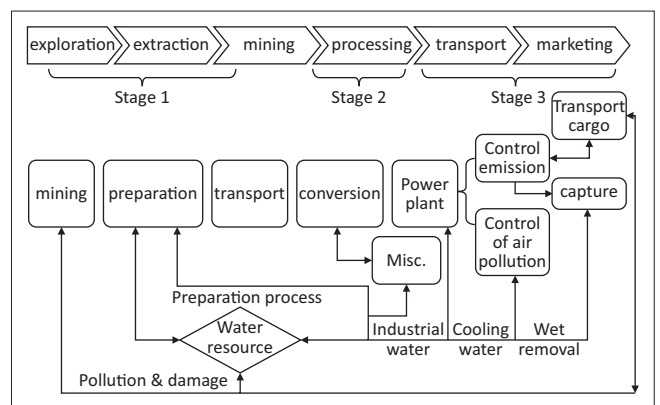 exploration extraction mining processing transport marketing
Stage 1 Stage 2 Stage 3
Transport
cargo
Control
emission
mining preparation transport conversion Power
plant
capture
Control
of air
pollution
Misc.
Preparation process
Water
resource
Industrial
water
Cooling
water
Wet
removal
Pollution & damage